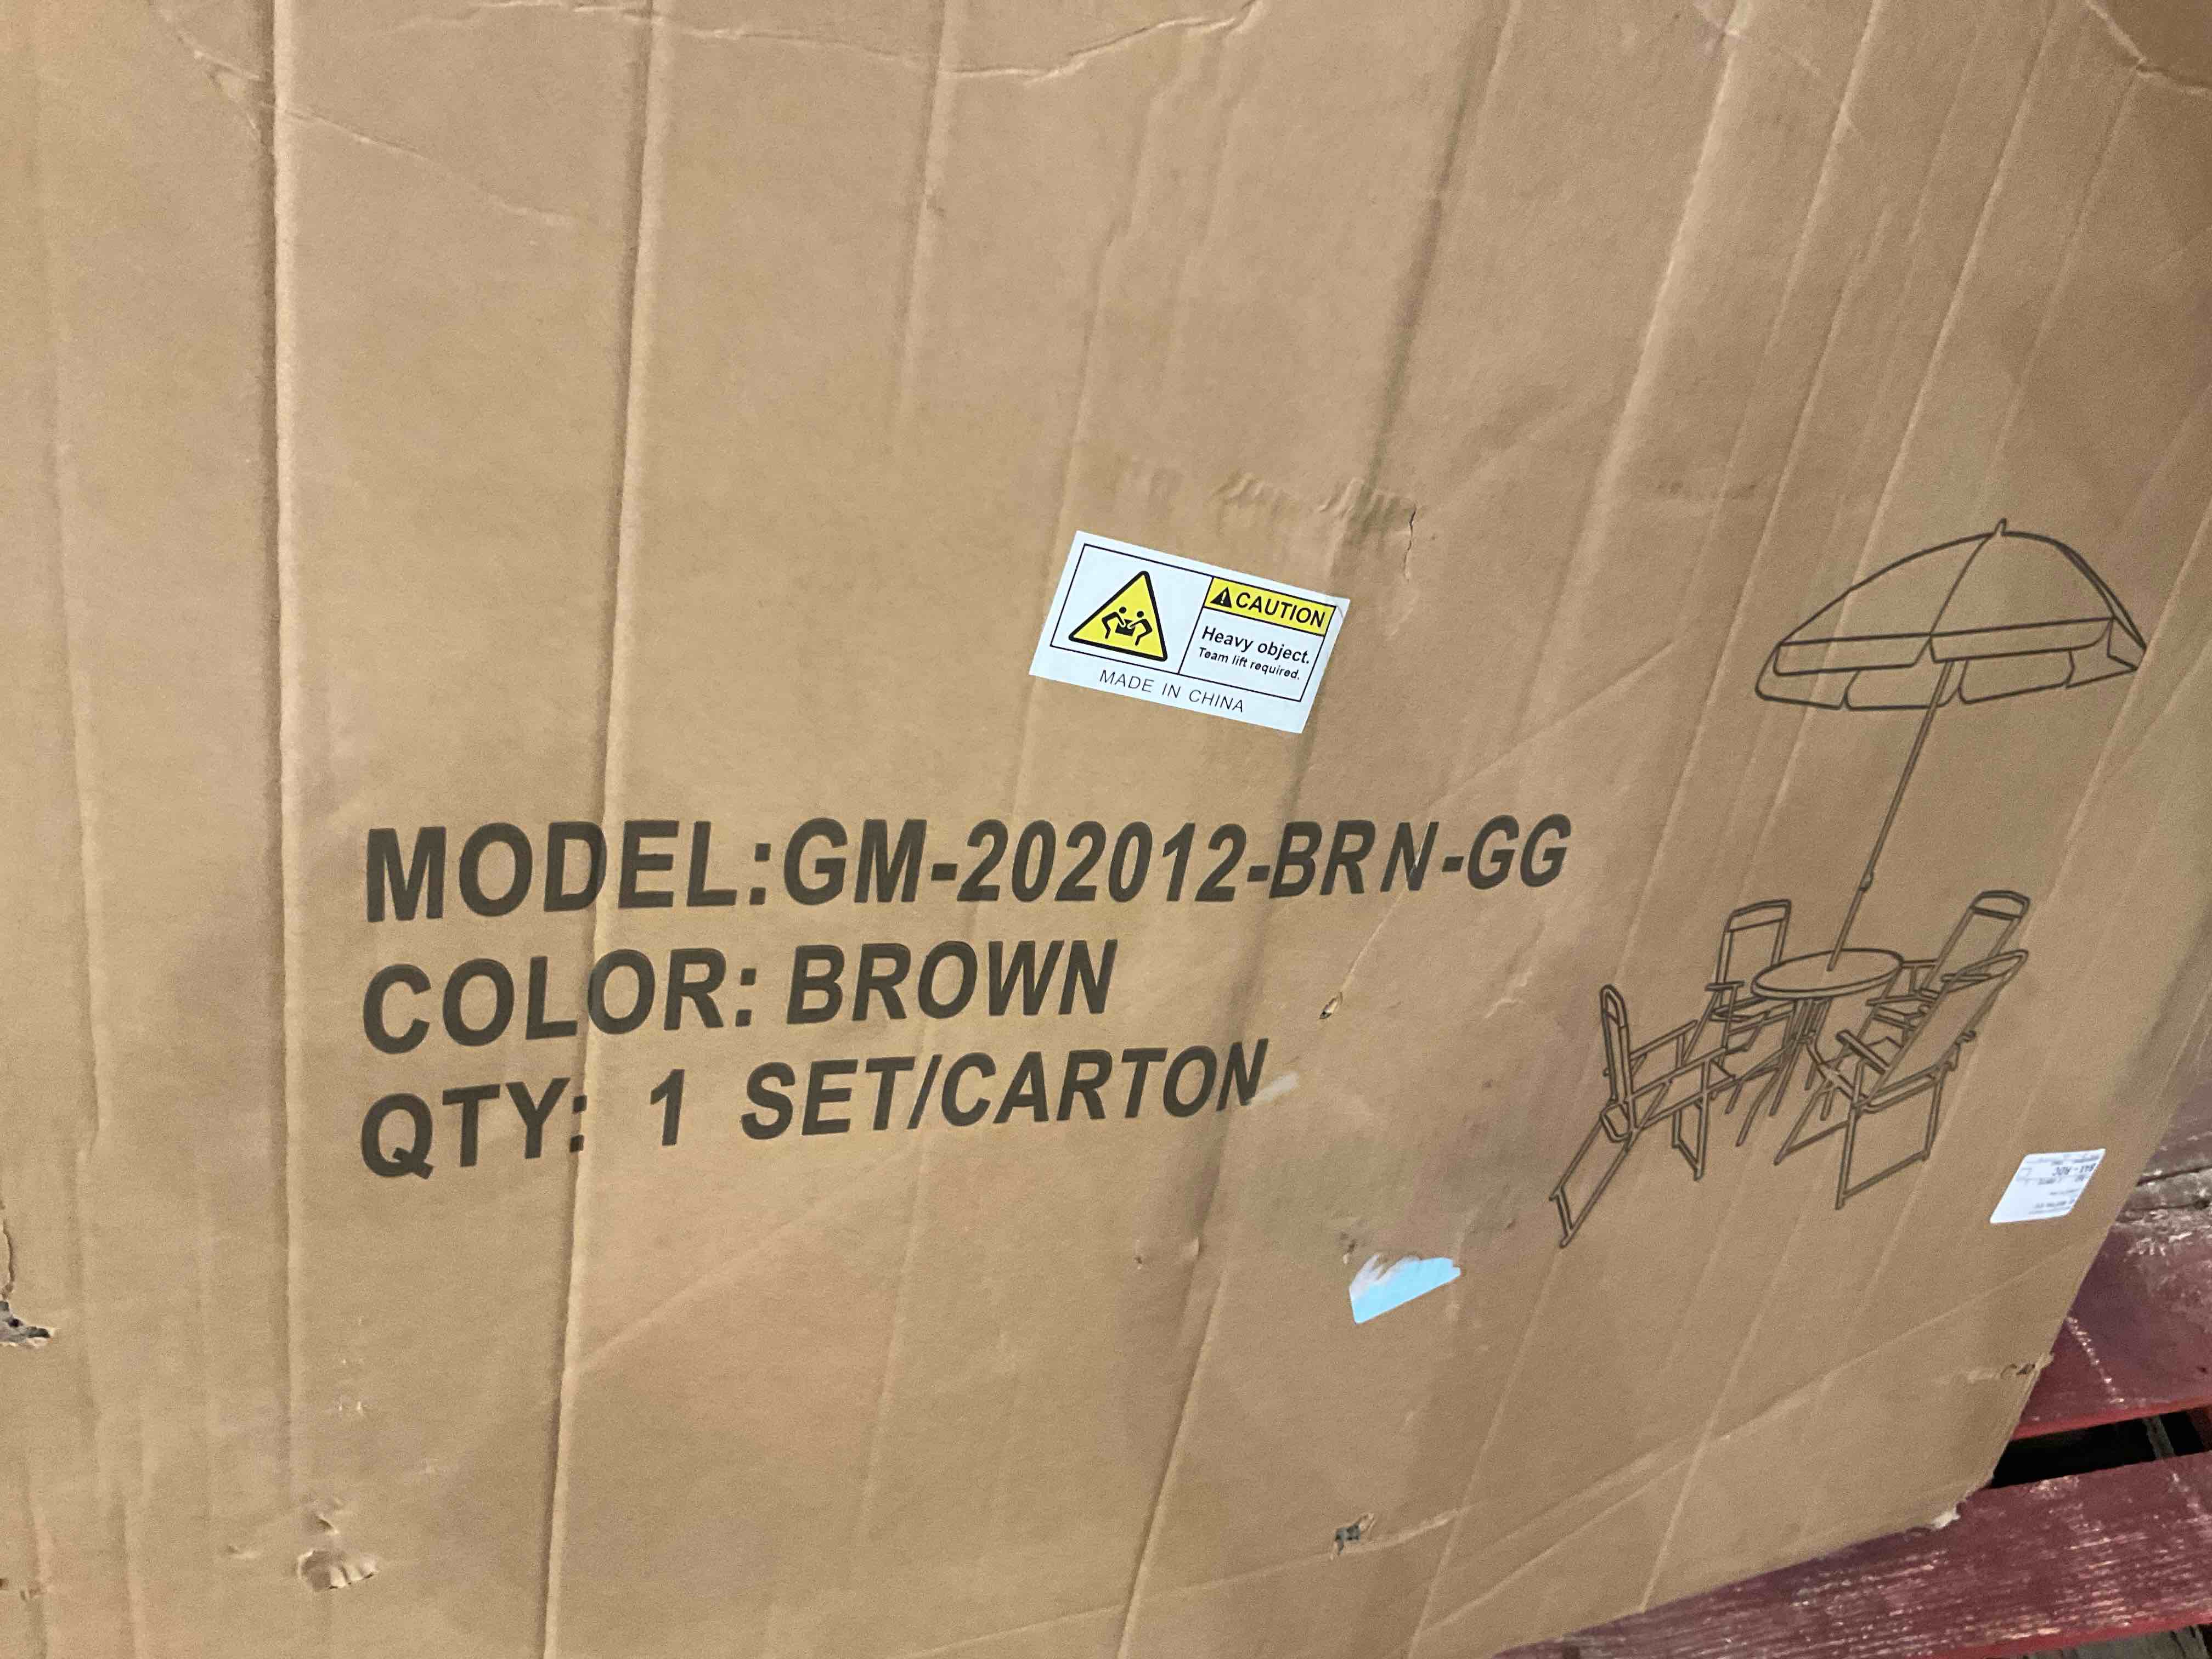 CAUTION
Heavy object.
Team lift required.
MADE IN CHINA
MODEL:GM-202012-BRN-GG
COLOR: BROWN
QTY: 1 SET/CARTON